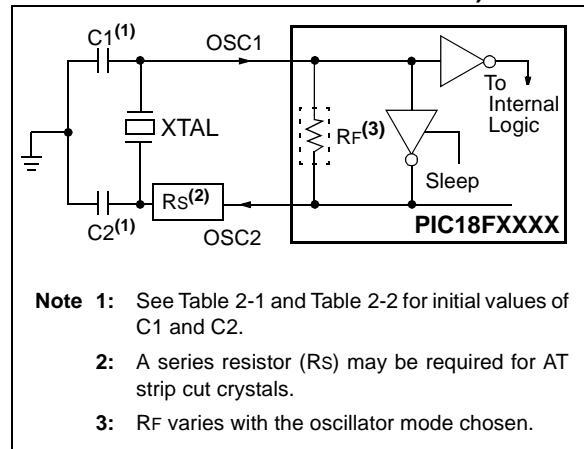 C1(1)
OSC1
To
Internal
Logic
XTAL
RF(3)
Sleep
C2(1)
RS(2)
OSC2
PIC18FXXXX
Note 1: See Table 2-1 and Table 2-2 for initial values of
C1 and C2.
2: A series resistor (RS) may be required for AT
strip cut crystals.
3: RF varies with the oscillator mode chosen.